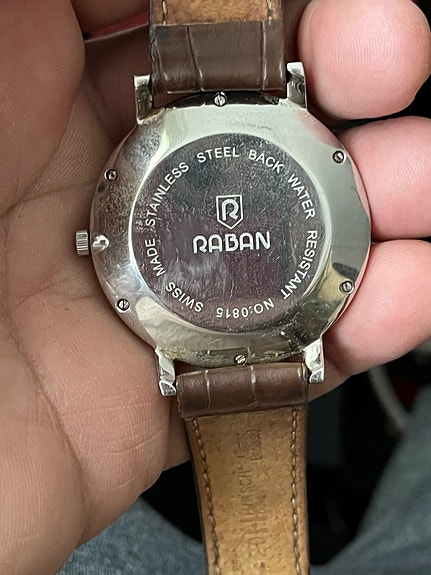 STAINLESS STEEL BACK WATER RESISTANT NO:0815 SWISS MADE
R
RABAN